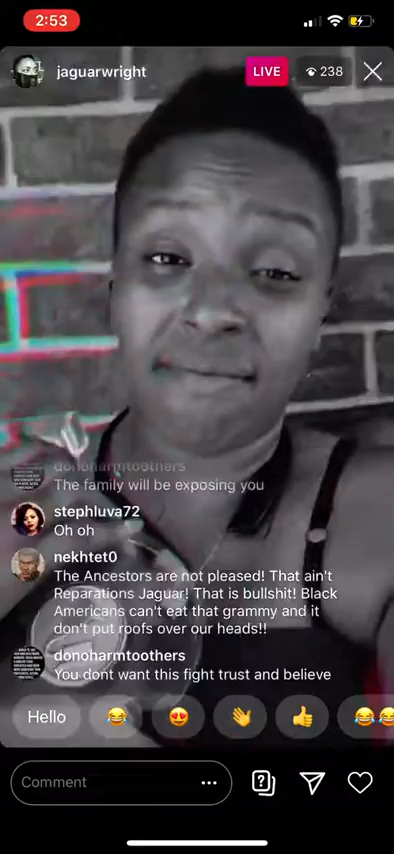 2:53
jaguarwright
LIVE
238
donoharmtoothers
The family will be exposing you
stephluva72
Oh oh
nekhtet0
The Ancestors are not pleased! That ain't
Reparations Jaguar! That is bullshit! Black
Americans can't eat that grammy and it
don't put roofs over our heads!!
donoharmtoothers
You dont want this fight trust and believe
Hello
Comment